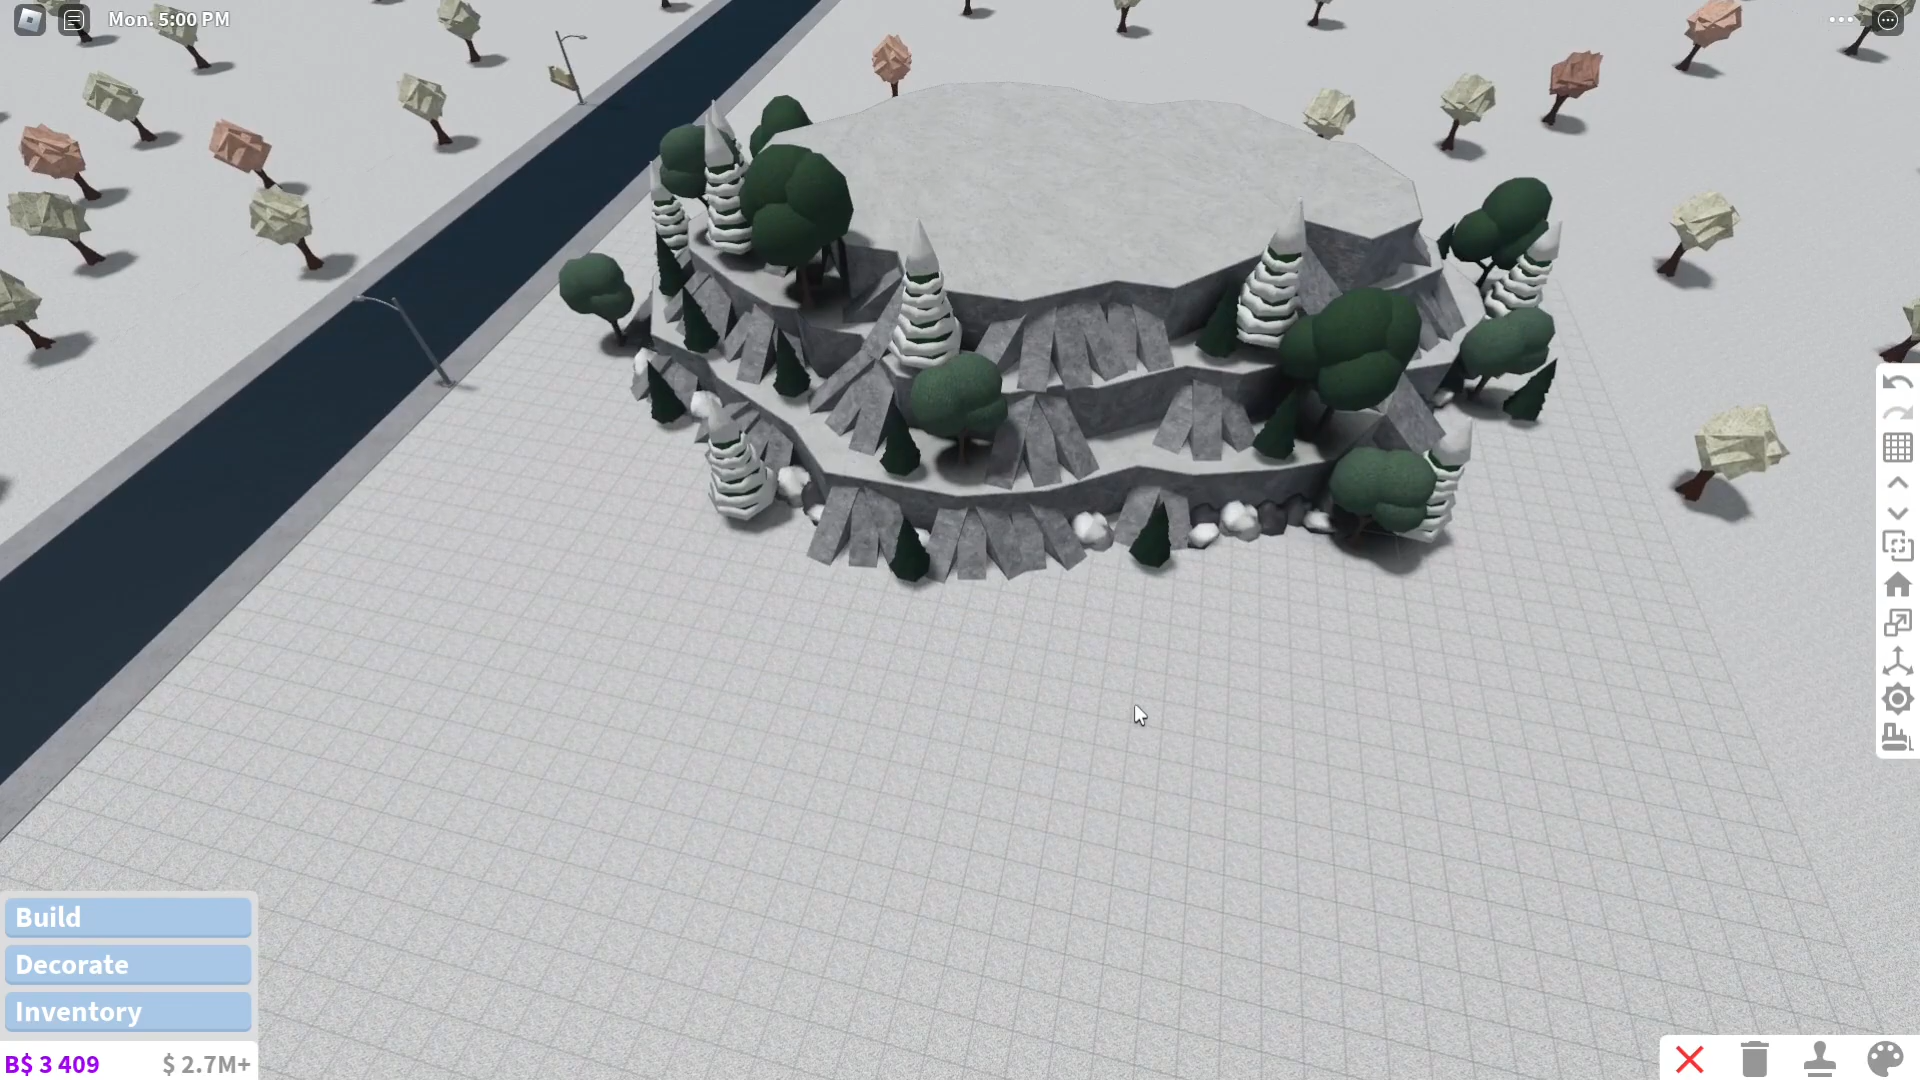 Mon. 5:00 PM
Build
Decorate
Inventory
B$ 3 409
$ 2.7M+